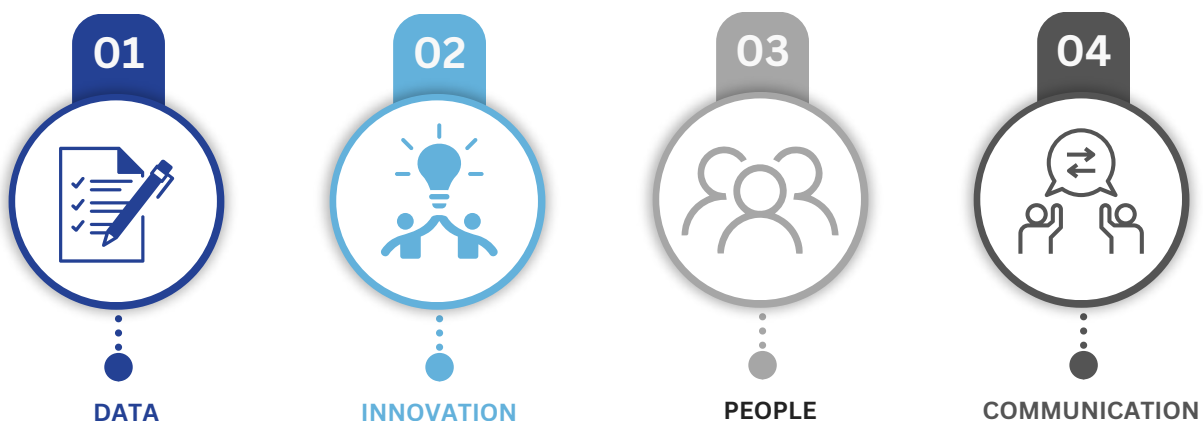 01
02
03
04
DATA
INNOVATION
PEOPLE
COMMUNICATION